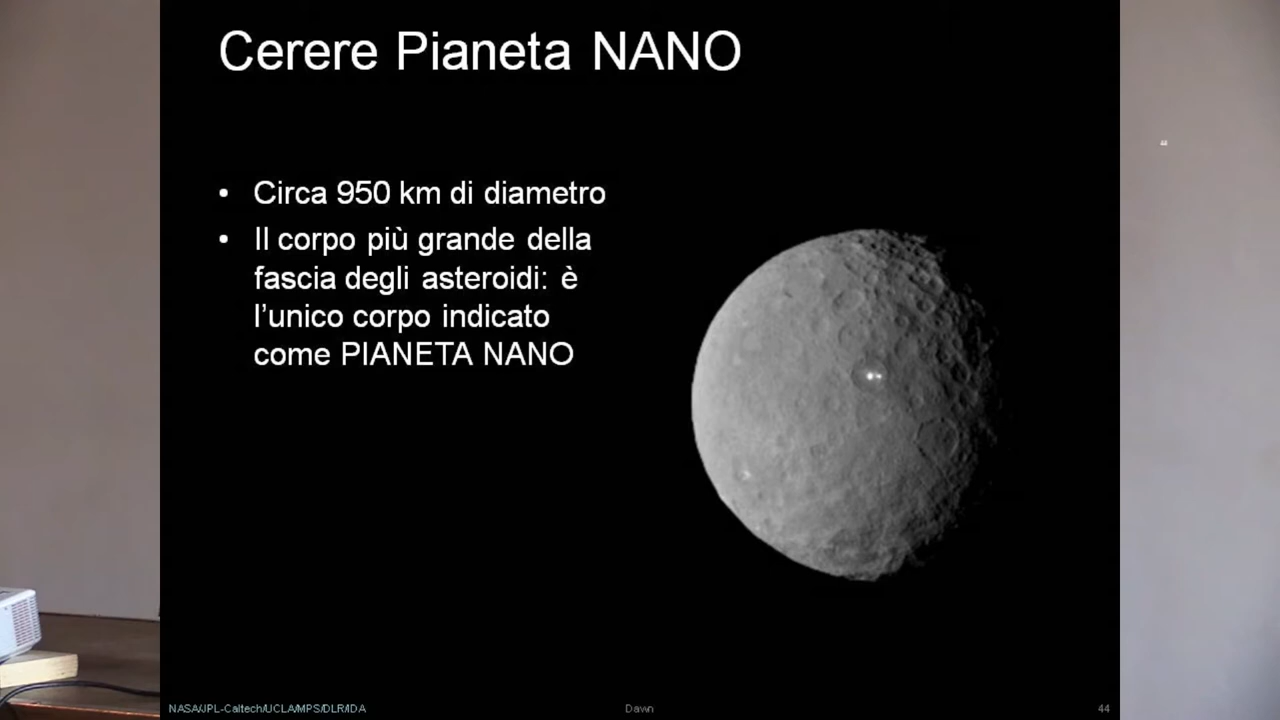 Cerere Pianeta NANO
• Circa 950 km di diametro
• Il corpo più grande della
fascia degli asteroidi: è
l’unico corpo indicato
come PIANETA NANO
NASA/JPL-Caltech/UCLA/MPS/DLR/IDA
Dawn
44